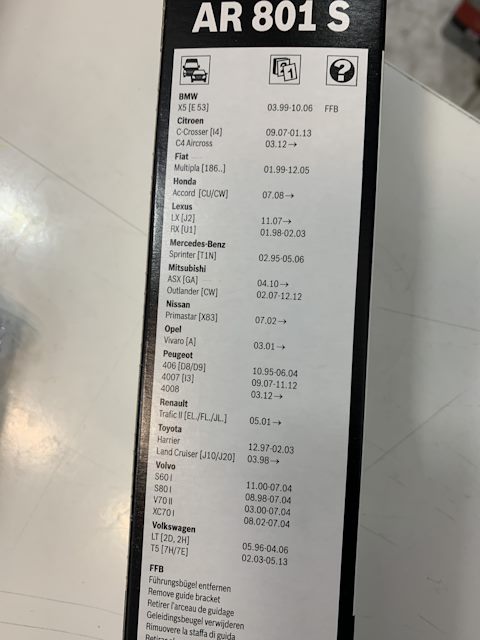 AR 801 S
BMW
X5 [E 53] 03.99-10.06 FFB
Citroen
C-Crosser [I4] 09.07-01.13
C4 Aircross 03.12→
Fiat
Multipla [186..] 01.99-12.05
Honda
Accord [CU/CW] 07.08→
Lexus
LX [J2] 11.07→
RX [U1] 01.98-02.03
Mercedes-Benz
Sprinter [T1N] 02.95-05.06
Mitsubishi
ASX [GA] 04.10→
Outlander [CW] 02.07-12.12
Nissan
Primastar [X83] 07.02→
Opel
Vivaro [A] 03.01→
Peugeot
406 [D8/D9] 10.95-06.04
4007 [I3] 09.07-11.12
4008 03.12→
Renault
Trafic II [EL./FL./JL.] 05.01→
Toyota
Harrier 12.97-02.03
Land Cruiser [J10/J20] 03.98→
Volvo
S60 I 11.00-07.04
S80 I 08.98-07.04
V70 II 03.00-07.04
XC70 I 08.02-07.04
Volkswagen
LT [2D, 2H] 05.96-04.06
T5 [7H/7E] 02.03-05.13
FFB
Führungsbügel entfernen
Remove guide bracket
Retirer l'arceau de guidage
Geleidingsbeugel verwijderen
Rimuovere la staffa di guida